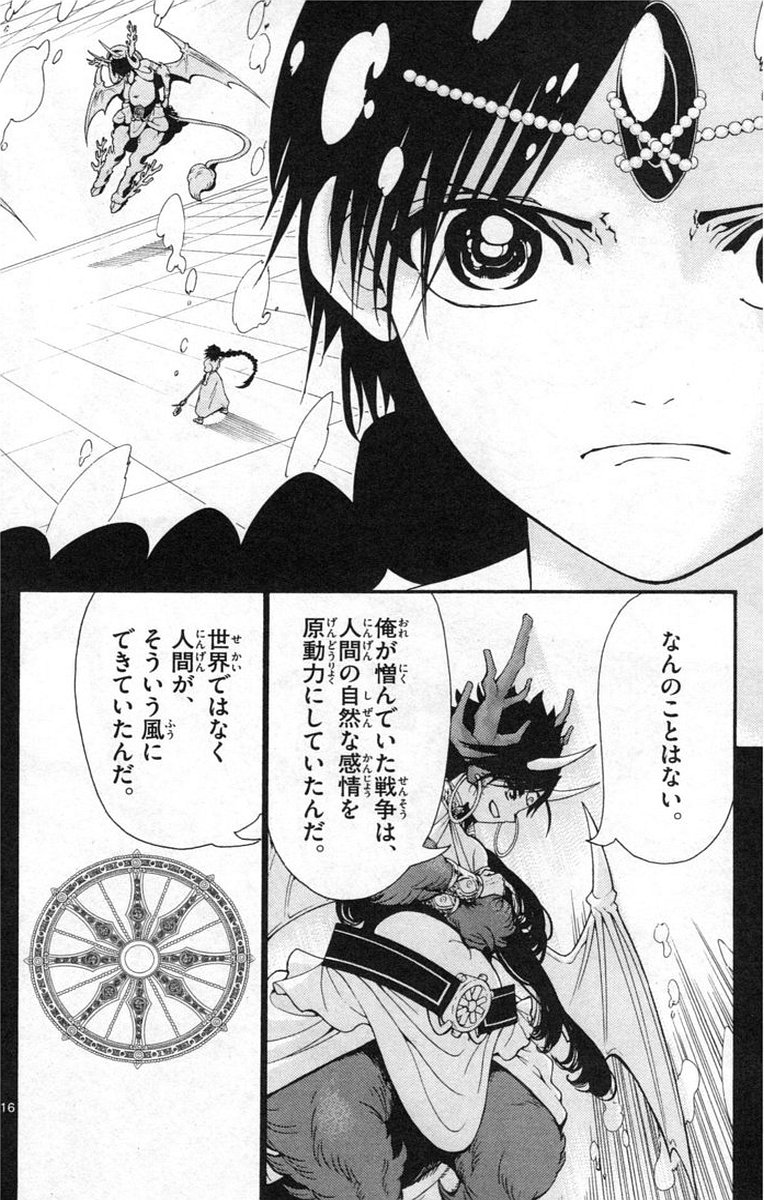 なんのことはない。
俺が憎んでいた戦争は、
人間の自然な感情を
原動力にしていたんだ。
世界ではなく
人間が、
そういう風に
できていたんだ。
16